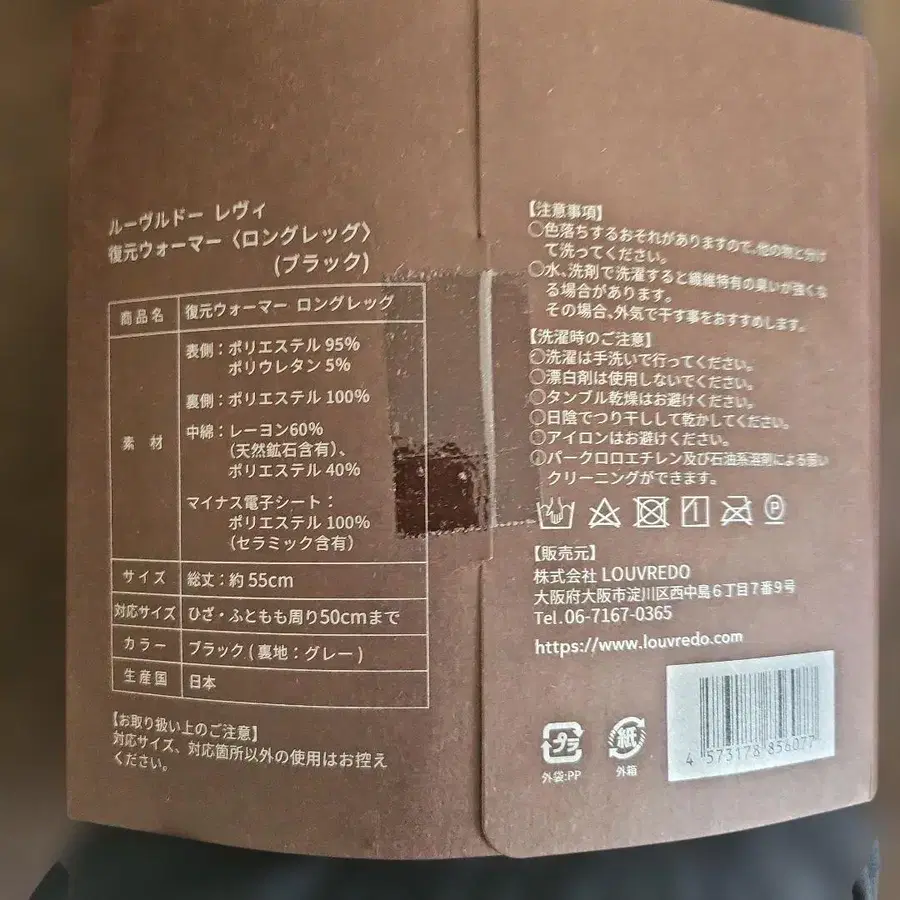 ルーヴルドー レヴィ
復元ウォーマー〈ロングレッグ〉
(ブラック)
商品名 復元ウォーマー ロングレッグ
素 材
表側：ポリエステル 95%
ポリウレタン 5%
裏側：ポリエステル 100%
中綿：レーヨン60%
(天然鉱石含有)、
ポリエステル 40%
マイナス電子シート：
ポリエステル 100%
(セラミック含有)
サイズ 総丈：約 55cm
対応サイズ ひざ・ふともも周り50cmまで
カラー ブラック ( 裏地：グレー )
生産国 日本
【お取り扱い上のご注意】
対応サイズ、対応箇所以外の使用はお控え
ください。
【注意事項】
○色落ちするおそれがありますので、他の物と分け
て洗ってください。
○水、洗剤で洗濯すると繊維特有の臭いが強くな
る場合があります。
その場合、外気で干す事をおすすめします。
【洗濯時のご注意】
○洗濯は手洗いで行ってください。
○漂白剤は使用しないでください。
○タンブル乾燥はお避けください。
○日陰でつり干しして乾かしてください。
○アイロンはお避けください。
○パークロロエチレン及び石油系溶剤による弱い
クリーニングができます。
P
【販売元】
株式会社 LOUVREDO
大阪府大阪市淀川区西中島6丁目7番9号
Tel. 06-7167-0365
https://www.louvredo.com
4 573178 856077
プラ
外袋:PP
紙
外箱